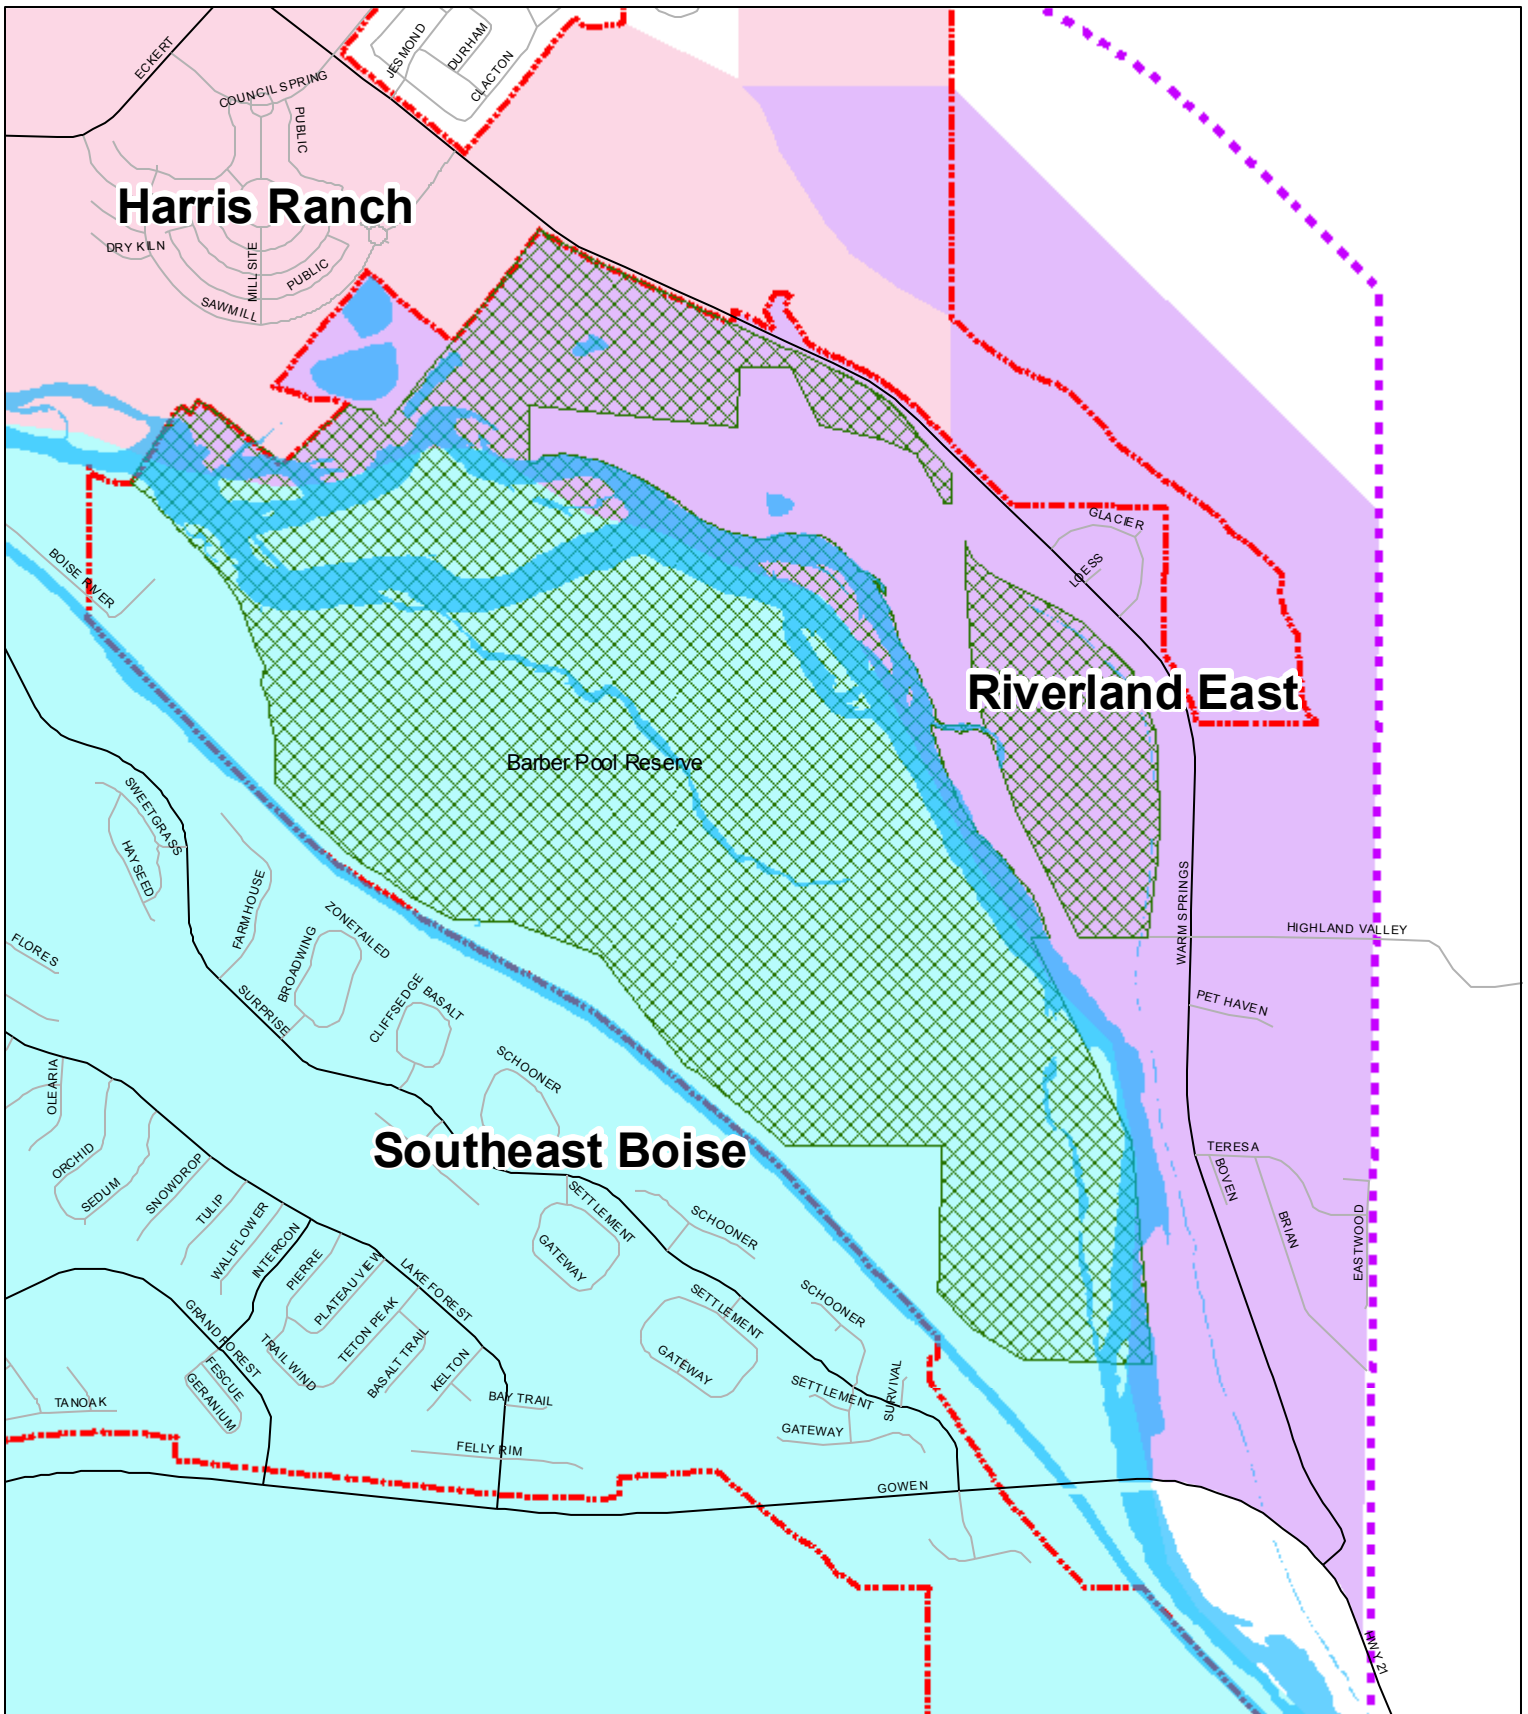 JESMOND
DURHAM
CLACTON
ECKERT
COUNCIL SPRING
PUBLIC
Harris Ranch
DRY KILN
MILL SITE
PUBLIC
SAWMILL
GLACIER
LOESS
BOISE RIVER
Riverland East
Barber Pool Reserve
SWEETGRASS
HAYSEED
FARMHOUSE
ZONETAILED
BROADWING
WARM SPRINGS
HIGHLAND VALLEY
FLORES
SURPRISE
CLIFFSEDGE
BASALT
PET HAVEN
SCHOONER
OLEARIA
Southeast Boise
TERESA
BOVEN
ORCHID
SEDUM
SNOWDROP
TULIP
WALLFLOWER
INTERCON
PIERRE
PLATEAU VIEW
LAKE FOREST
SETTLEMENT
GATEWAY
SCHOONER
BRIAN
EASTWOOD
GRAND FOREST
TRAIL WIND
TETON PEAK
BASALT TRAIL
KELTON
SETTLEMENT
SCHOONER
GATEWAY
FESCUE
GERANIUM
TANOAK
BAY TRAIL
SETTLEMENT
SURVIVAL
GATEWAY
FELLY RIM
GOWEN
HWY 21